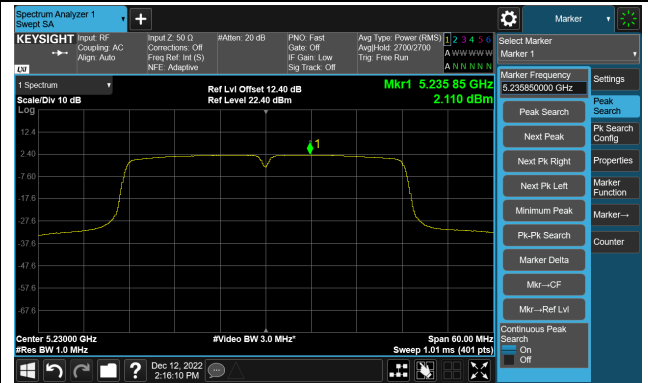 Spectrum Analyzer 1
Swept SA
Marker
KEYSIGHT
Input: RF
Coupling: AC
Align: Auto
Input Z: 50 Ω
Corrections: Off
Freq Ref: Int (S)
NFE: Adaptive
#Atten: 20 dB
PNO: Fast
Gate: Off
IF Gain: Low
Sig Track: Off
Avg Type: Power (RMS)
Avg|Hold: 2700/2700
Trig: Free Run
1 2 3 4 5 6
A W W W W W
A N N N N N
LXI
Select Marker
Marker 1
1 Spectrum
Scale/Div 10 dB
Log
Ref Lvl Offset 12.40 dB
Ref Level 22.40 dBm
Mkr1 5.235 85 GHz
2.110 dBm
12.4
2.40
-7.60
-17.6
-27.6
-37.6
-47.6
-57.6
-67.6
1
Center 5.23000 GHz
#Res BW 1.0 MHz
#Video BW 3.0 MHz*
Span 60.00 MHz
Sweep 1.01 ms (401 pts)
Marker Frequency
5.235850000 GHz
Peak Search
Next Peak
Next Pk Right
Next Pk Left
Minimum Peak
Pk-Pk Search
Marker Delta
Mkr→CF
Mkr→Ref Lvl
Continuous Peak
Search
On
Off
Settings
Peak
Search
Pk Search
Config
Properties
Marker
Function
Marker→
Counter
?
Dec 12, 2022
2:16:10 PM